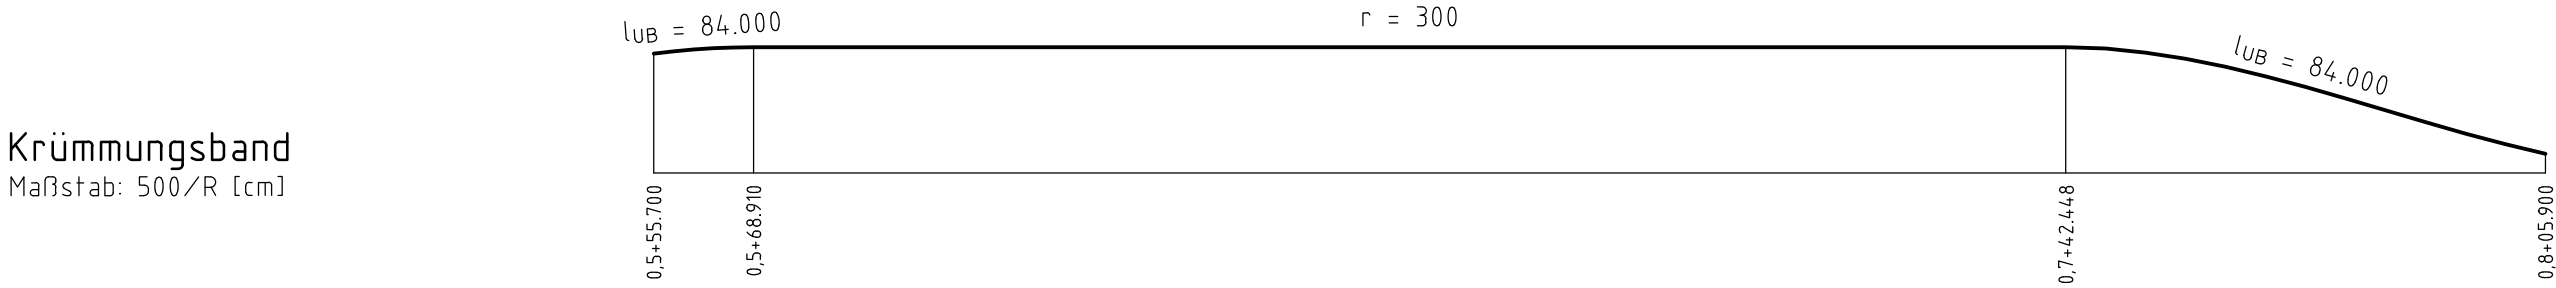 lUB = 84.000
r = 300
lUB = 84.000
Krümmungsband
Maßstab: 500/R [cm]
0,5+55.700
0,5+68.910
0,7+42.448
0,8+05.900